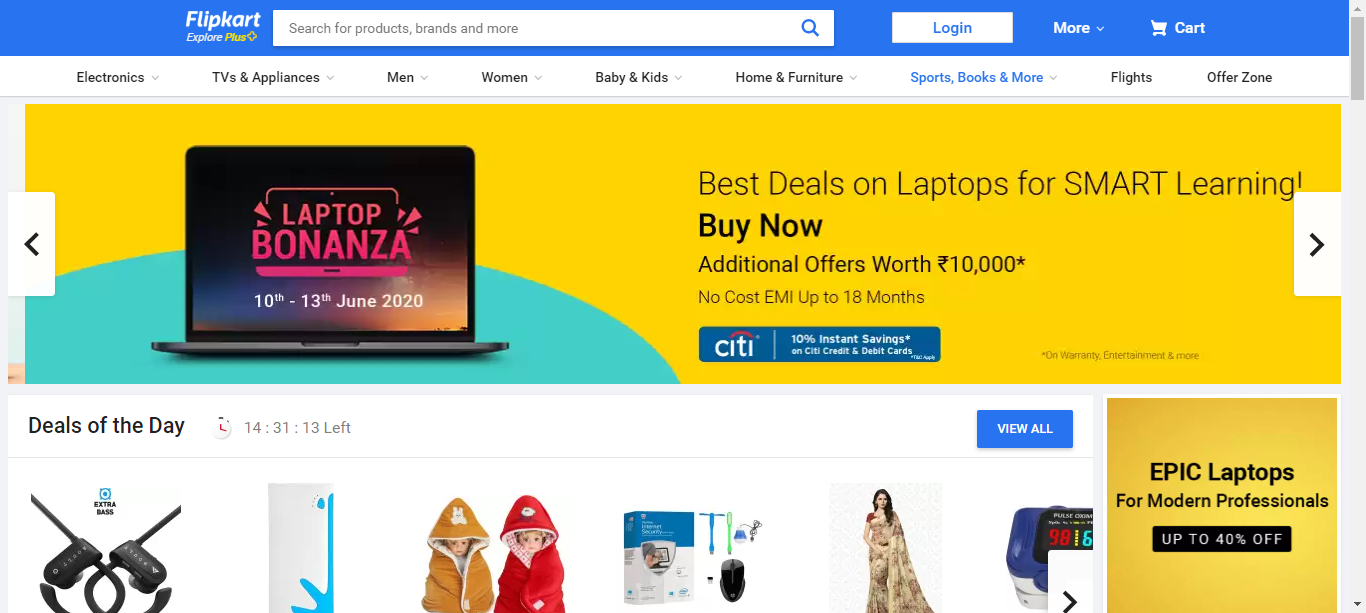 Flipkart
Explore Plus
Search for products, brands and more
Login
More
Cart
Electronics
TVs & Appliances
Men
Women
Baby & Kids
Home & Furniture
Sports, Books & More
Flights
Offer Zone
LAPTOP
BONANZA
10th - 13th June 2020
Best Deals on Laptops for SMART Learning!
Buy Now
Additional Offers Worth ₹10,000*
No Cost EMI Up to 18 Months
citi
10% Instant Savings*
on Citi Credit & Debit Cards
*T&C Apply
*On Warranty, Entertainment & more
Deals of the Day
14 : 31 : 13 Left
VIEW ALL
EXTRA
BASS
Internet
Security
PULSE OXIM
98
EPIC Laptops
For Modern Professionals
UP TO 40% OFF